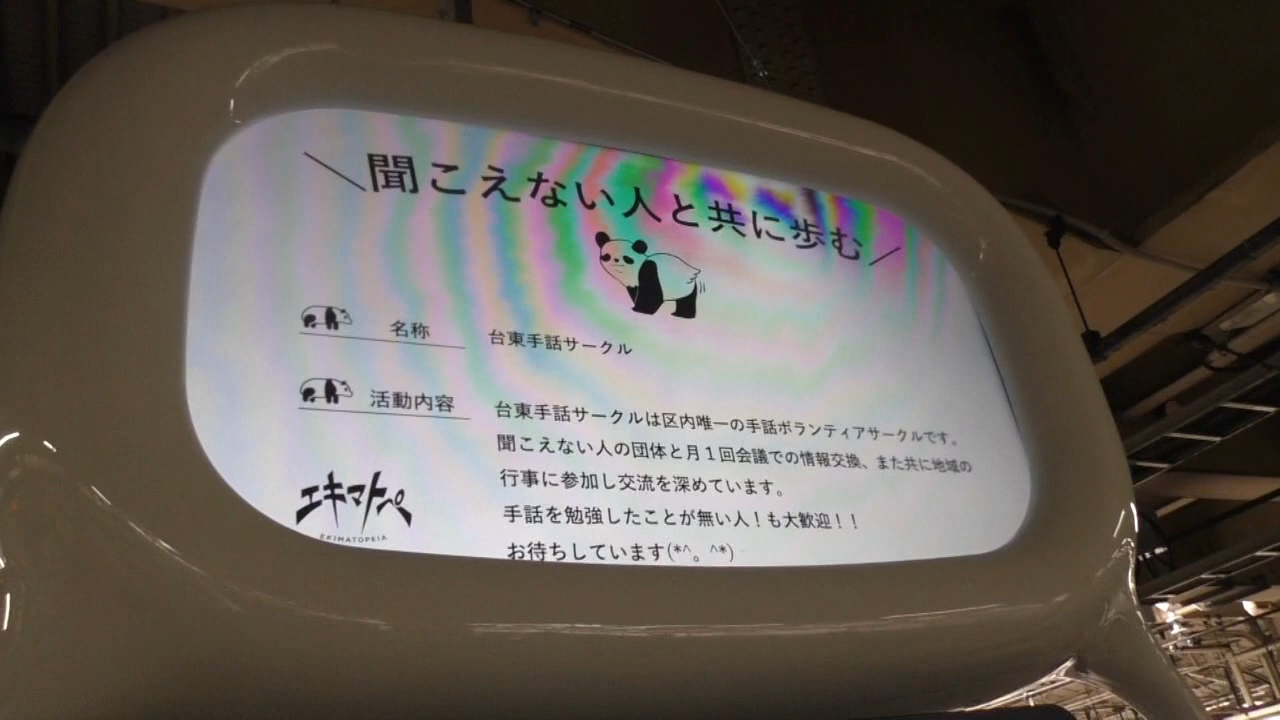 ＼聞こえない人と共に歩む／
名称
台東手話サークル
活動内容
台東手話サークルは区内唯一の手話ボランティアサークルです。
聞こえない人の団体と月１回会議での情報交換、また共に地域の
行事に参加し交流を深めています。
手話を勉強したことが無い人！も大歓迎！！
お待ちしています(*^。^*)
エキマトペ
EKIMATOPEIA